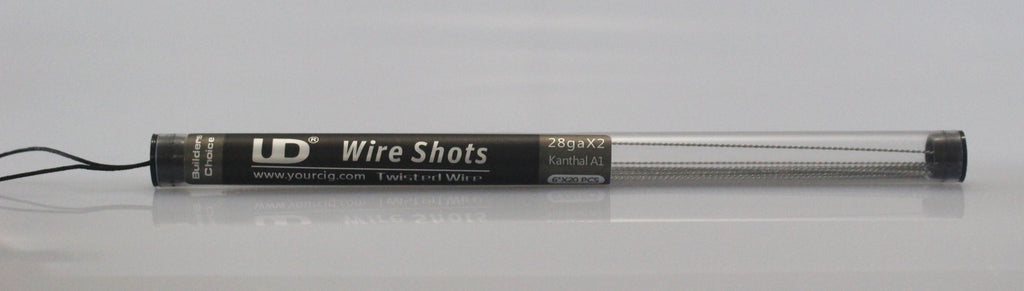 Builders
Choice
UD® Wire Shots
www.yourcig.com Twisted Wire
28gaX2
Kanthal A1
6"X20 PCS